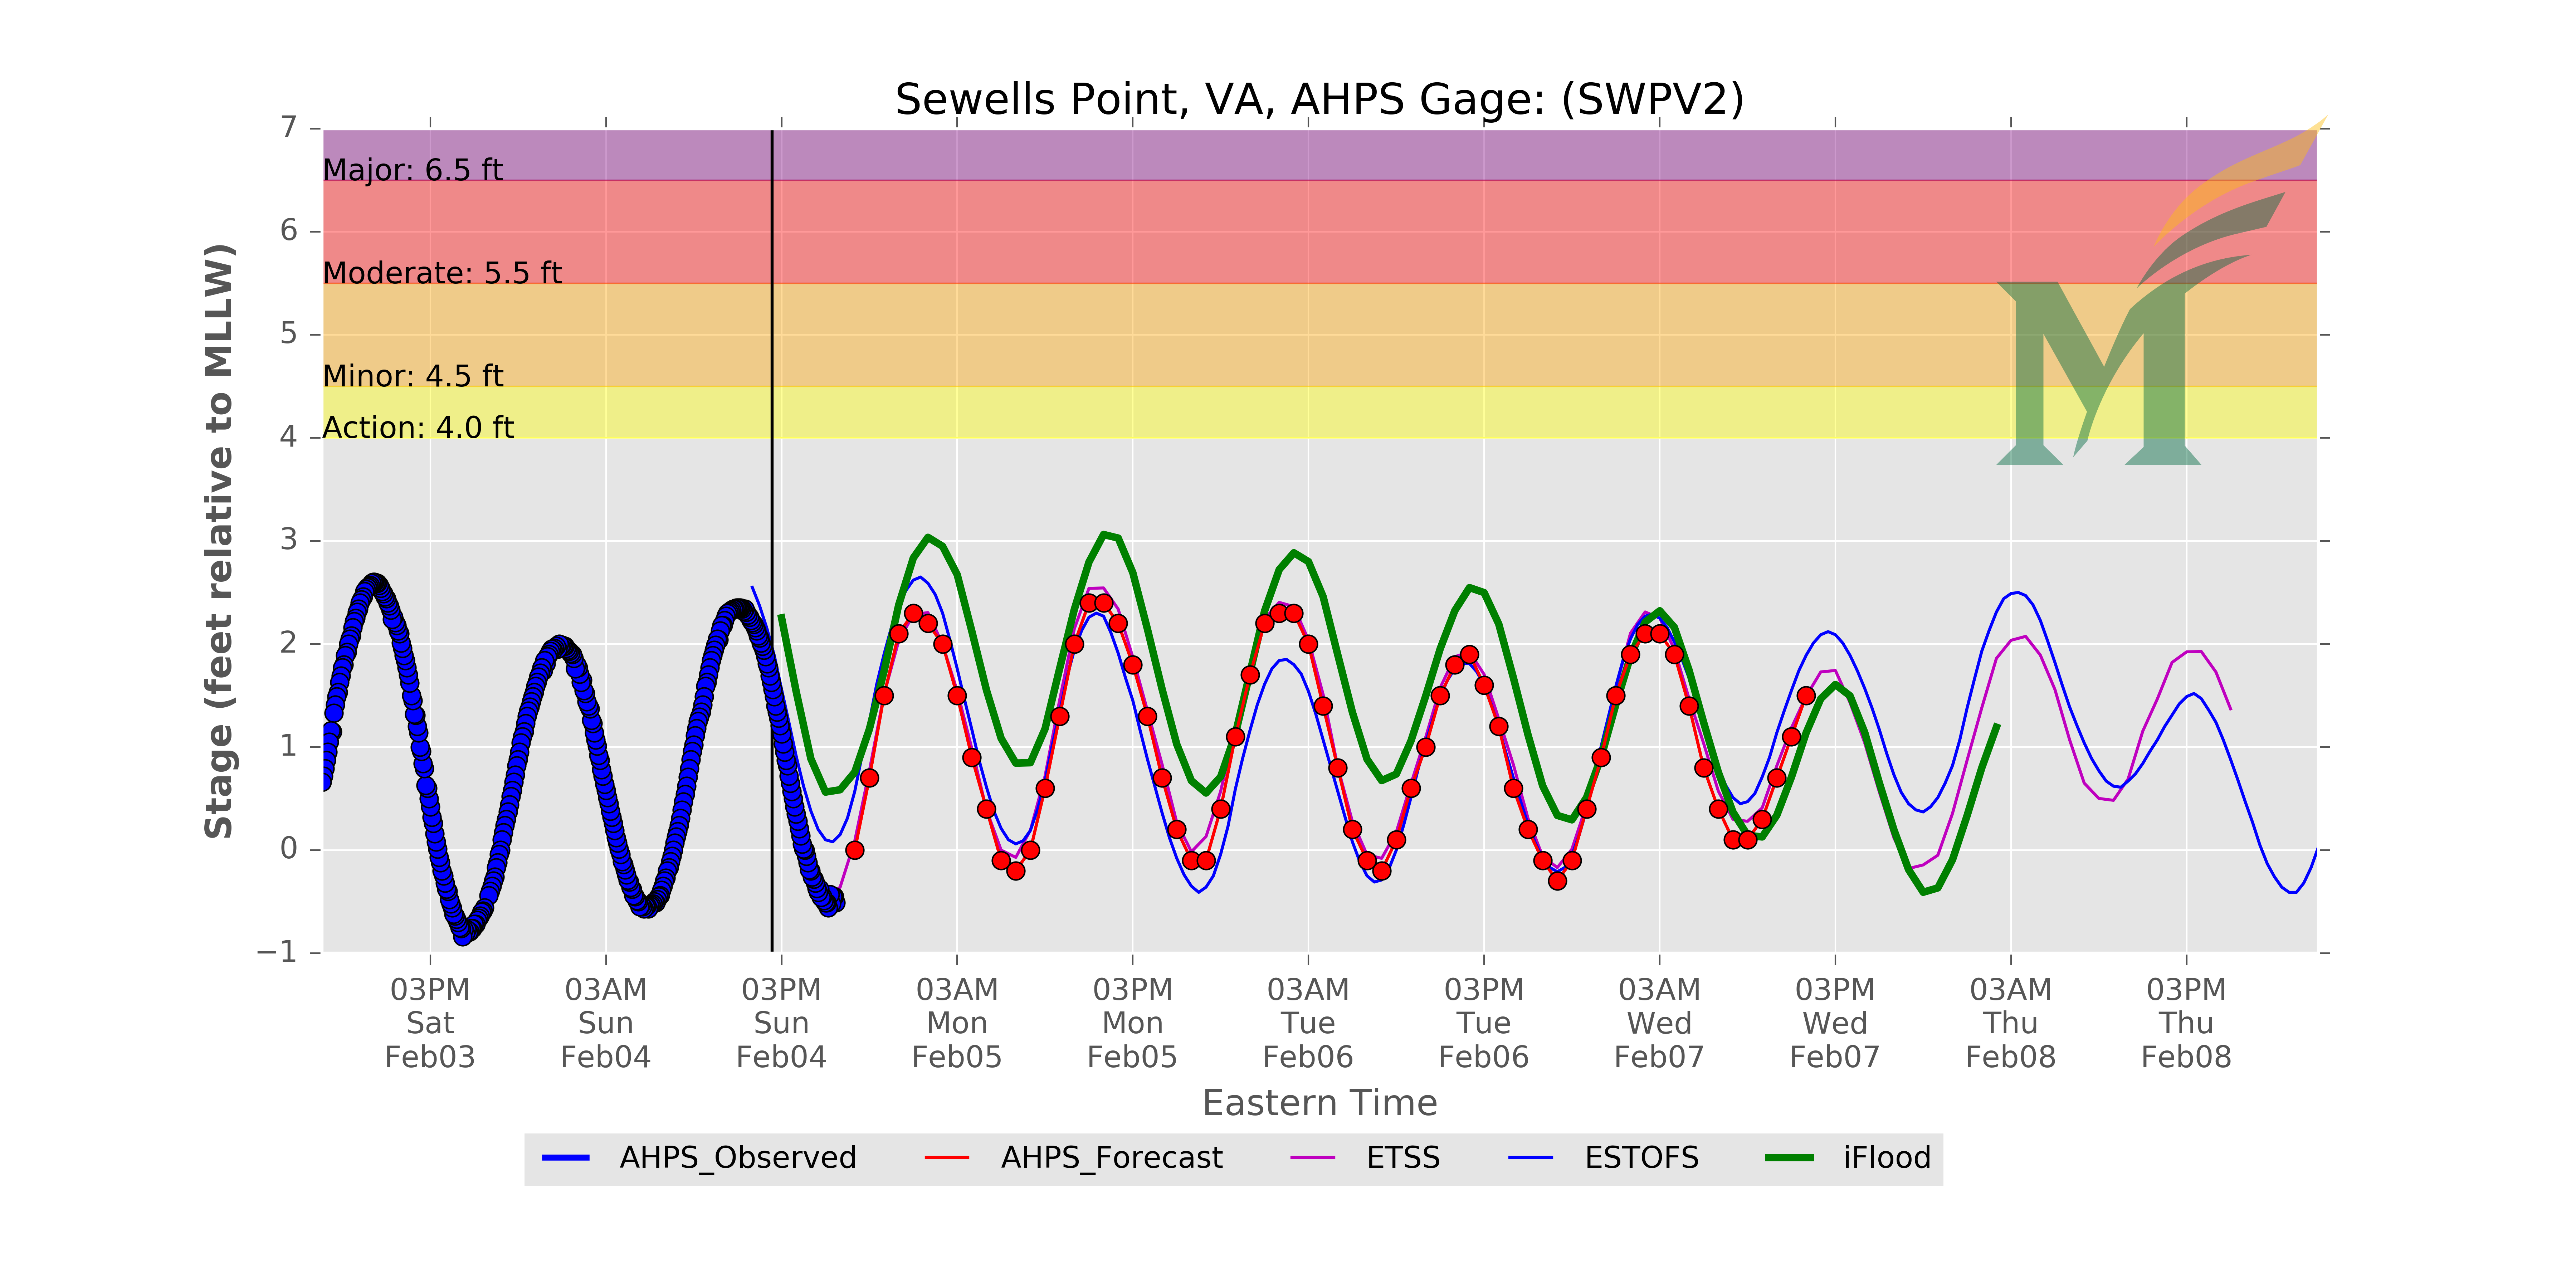 Sewells Point, VA, AHPS Gage: (SWPV2)
Stage (feet relative to MLLW)
7
6
5
4
3
2
1
0
−1
Major: 6.5 ft
Moderate: 5.5 ft
Minor: 4.5 ft
Action: 4.0 ft
M
03PM 03AM 03PM 03AM 03PM 03AM 03PM 03AM 03PM 03AM 03PM
Sat Sun Sun Mon Mon Tue Tue Wed Wed Thu Thu
Feb03 Feb04 Feb04 Feb05 Feb05 Feb06 Feb06 Feb07 Feb07 Feb08 Feb08
Eastern Time
AHPS_Observed AHPS_Forecast ETSS ESTOFS iFlood